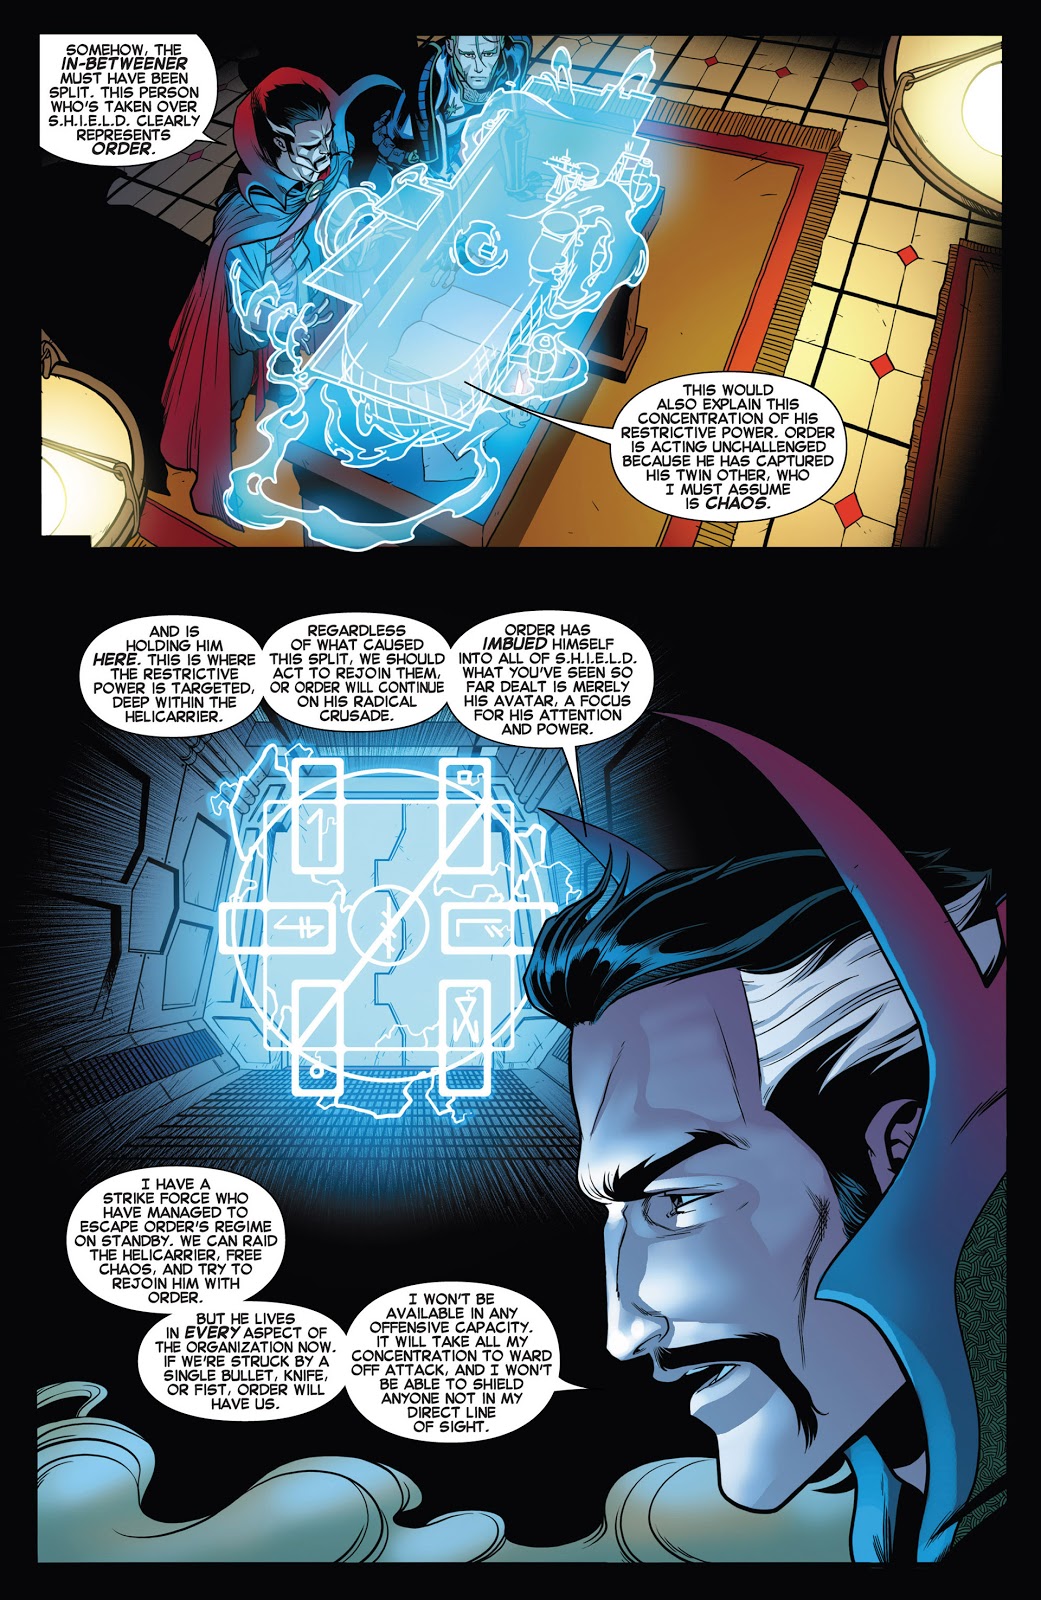 SOMEHOW, THE
IN-BETWEENER
MUST HAVE BEEN
SPLIT. THIS PERSON
WHO'S TAKEN OVER
S.H.I.E.L.D. CLEARLY
REPRESENTS
ORDER.
THIS WOULD
ALSO EXPLAIN THIS
CONCENTRATION OF HIS
RESTRICTIVE POWER. ORDER
IS ACTING UNCHALLENGED
BECAUSE HE HAS CAPTURED
HIS TWIN OTHER, WHO
I MUST ASSUME
IS CHAOS.
AND IS
HOLDING HIM
HERE. THIS IS WHERE
THE RESTRICTIVE
POWER IS TARGETED,
DEEP WITHIN THE
HELICARRIER.
REGARDLESS
OF WHAT CAUSED
THIS SPLIT, WE SHOULD
ACT TO REJOIN THEM,
OR ORDER WILL CONTINUE
ON HIS RADICAL
CRUSADE.
ORDER HAS
IMBUED HIMSELF
INTO ALL OF S.H.I.E.L.D.
WHAT YOU'VE SEEN SO
FAR DEALT IS MERELY
HIS AVATAR, A FOCUS
FOR HIS ATTENTION
AND POWER.
I HAVE A
STRIKE FORCE WHO
HAVE MANAGED TO
ESCAPE ORDER'S REGIME
ON STANDBY. WE CAN RAID
THE HELICARRIER, FREE
CHAOS, AND TRY TO
REJOIN HIM WITH
ORDER.
BUT HE LIVES
IN EVERY ASPECT OF
THE ORGANIZATION NOW.
IF WE'RE STRUCK BY A
SINGLE BULLET, KNIFE,
OR FIST, ORDER WILL
HAVE US.
I WON'T BE
AVAILABLE IN ANY
OFFENSIVE CAPACITY.
IT WILL TAKE ALL MY
CONCENTRATION TO WARD
OFF ATTACK, AND I WON'T
BE ABLE TO SHIELD
ANYONE NOT IN MY
DIRECT LINE
OF SIGHT.